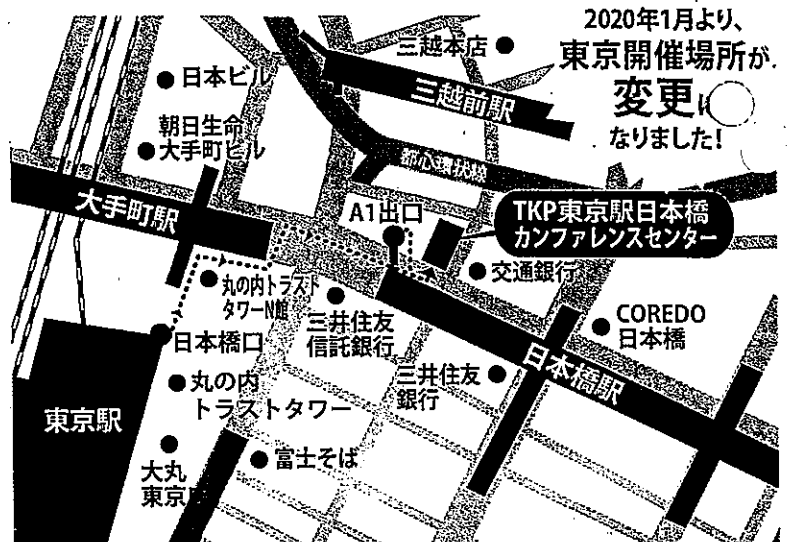 2020年1月より、
東京開催場所が
変更に
なりました!
三越本店
日本ビル
三越前駅
朝日生命
大手町ビル
都心環状線
大手町駅
A1出口
TKP東京駅日本橋
カンファレンスセンター
交通銀行
丸の内トラスト
タワーN館
三井住友
信託銀行
COREDO
日本橋
日本橋口
日本橋駅
三井住友
銀行
丸の内
トラストタワー
東京駅
富士そば
大丸
東京